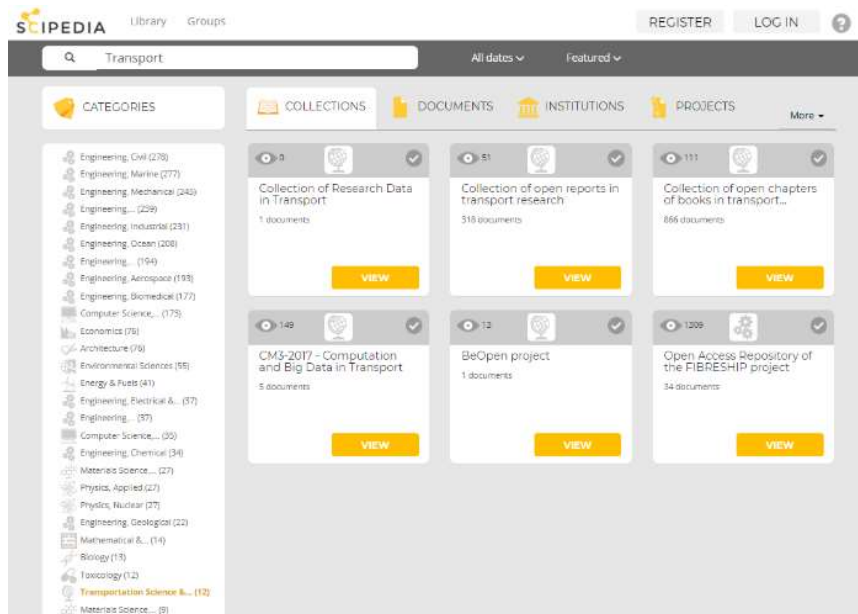 SCIPEDIA Library Groups REGISTER LOG IN ?
Transport All dates Featured
CATEGORIES
COLLECTIONS DOCUMENTS INSTITUTIONS PROJECTS More
Engineering, Civil (278)
Engineering, Marine (277)
Engineering, Mechanical (245)
Engineering,... (239)
Engineering, Industrial (231)
Engineering, Ocean (208)
Engineering,... (194)
Engineering, Aerospace (193)
Engineering, Biomedical (177)
Computer Science,... (175)
Economics (76)
Architecture (76)
Environmental Sciences (55)
Energy & Fuels (41)
Engineering, Electrical &... (37)
Engineering,... (37)
Computer Science,... (35)
Engineering, Chemical (34)
Materials Science,... (27)
Physics, Applied (27)
Physics, Nuclear (27)
Engineering, Geological (22)
Mathematical &... (14)
Biology (13)
Toxicology (12)
Transportation Science &... (12)
Materials Science,... (9)
0
Collection of Research Data
in Transport
1 documents
VIEW
51
Collection of open reports in
transport research
318 documents
VIEW
111
Collection of open chapters
of books in transport...
866 documents
VIEW
149
CM3-2017 - Computation
and Big Data in Transport
5 documents
VIEW
12
BeOpen project
1 documents
VIEW
1209
Open Access Repository of
the FIBRESHIP project
34 documents
VIEW